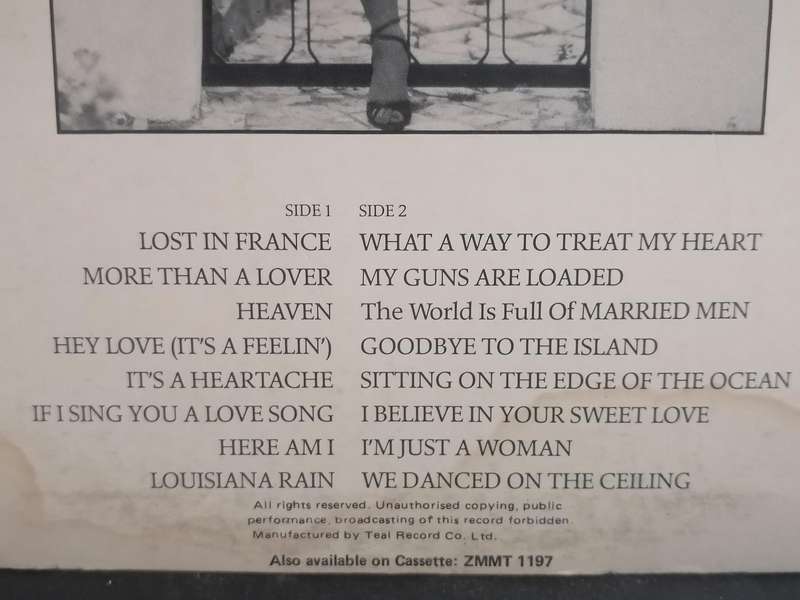 SIDE 1
LOST IN FRANCE
MORE THAN A LOVER
HEAVEN
HEY LOVE (IT'S A FEELIN')
IT'S A HEARTACHE
IF I SING YOU A LOVE SONG
HERE AM I
LOUISIANA RAIN
SIDE 2
WHAT A WAY TO TREAT MY HEART
MY GUNS ARE LOADED
The World Is Full Of MARRIED MEN
GOODBYE TO THE ISLAND
SITTING ON THE EDGE OF THE OCEAN
I BELIEVE IN YOUR SWEET LOVE
I'M JUST A WOMAN
WE DANCED ON THE CEILING
All rights reserved. Unauthorised copying, public
performance, broadcasting of this record forbidden.
Manufactured by Teal Record Co. Ltd.
Also available on Cassette: ZMMT 1197